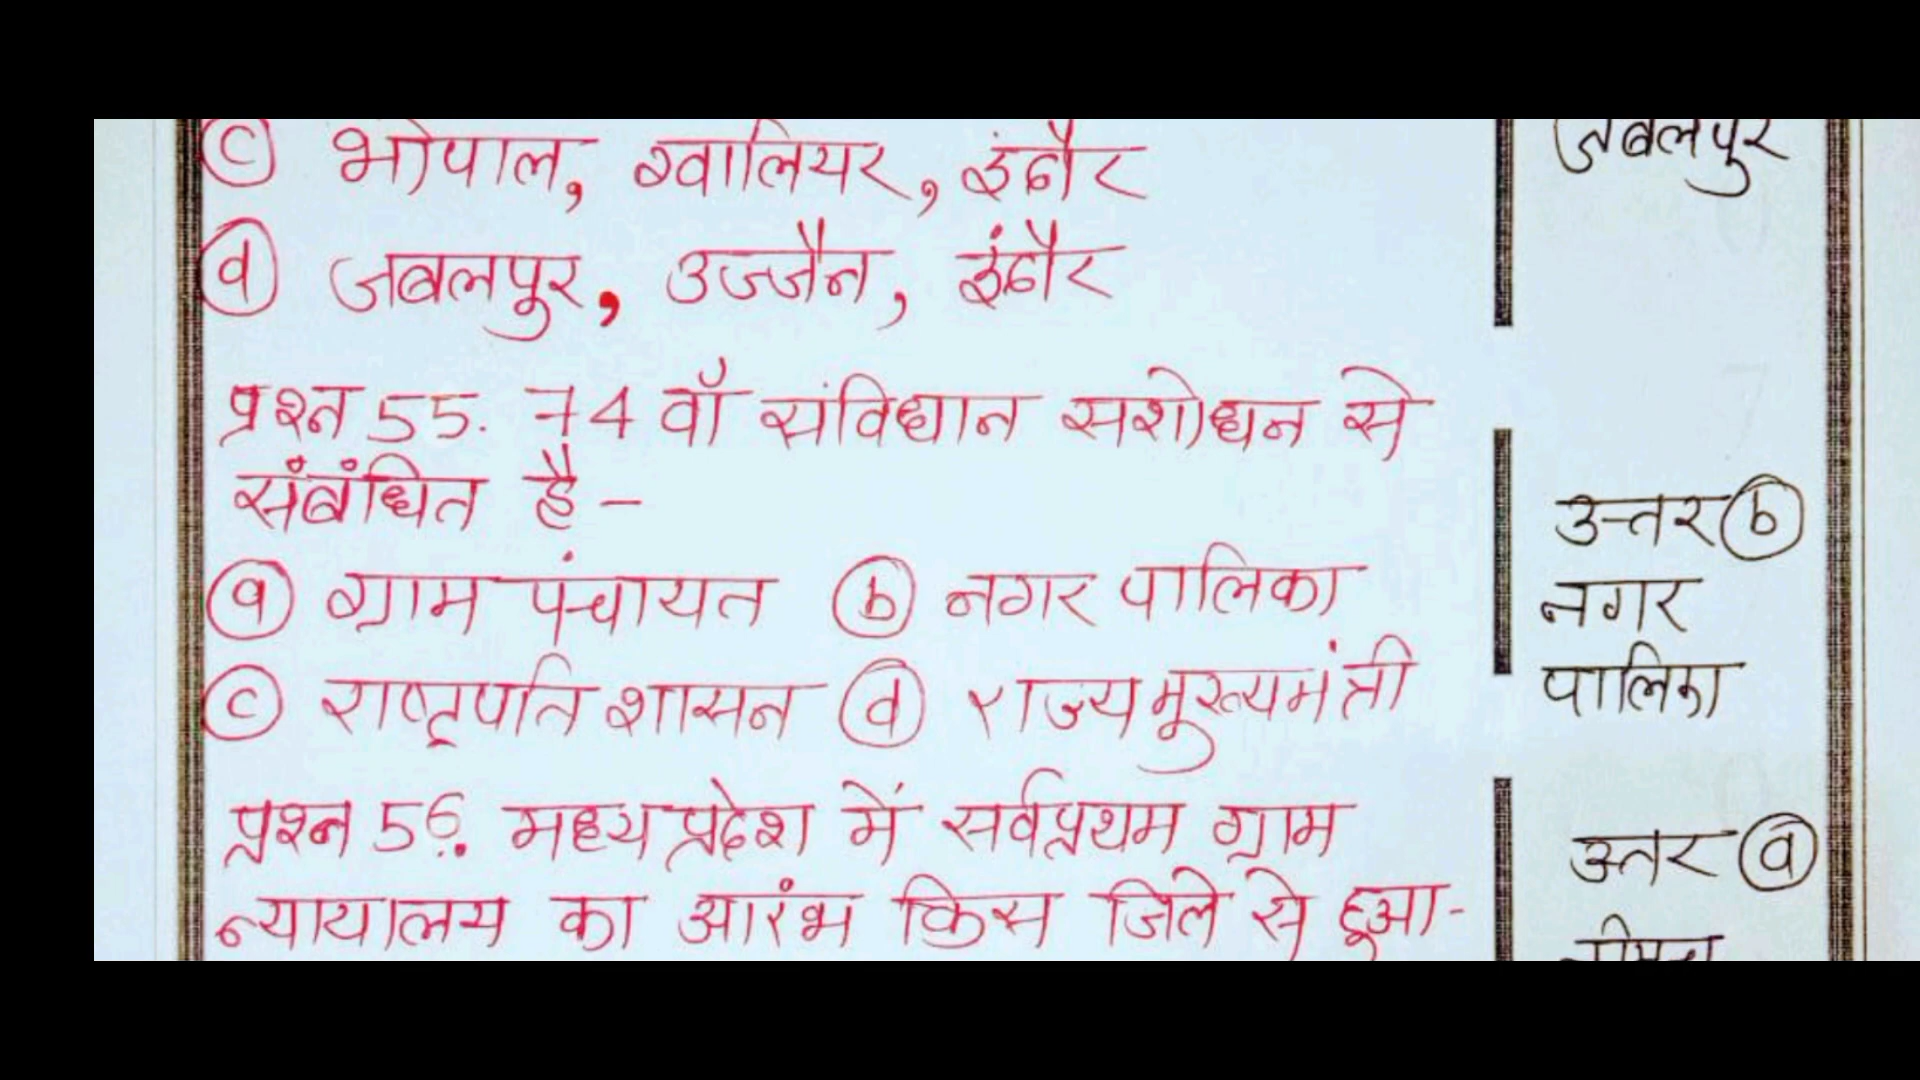 c भोपाल, ग्वालियर, इंदौर
d जबलपुर, उज्जैन, इंदौर
जबलपुर
प्रश्न 55. 74 वाँ संविधान सशोधन से
संबंधित है -
a ग्राम पंचायत b नगर पालिका
c राष्ट्रपति शासन d राज्य मुख्यमंत्री
उत्तर b
नगर
पालिका
प्रश्न 56. मध्य प्रदेश में सर्वप्रथम ग्राम
न्यायालय का आरंभ किस जिले से हुआ-
उत्तर a